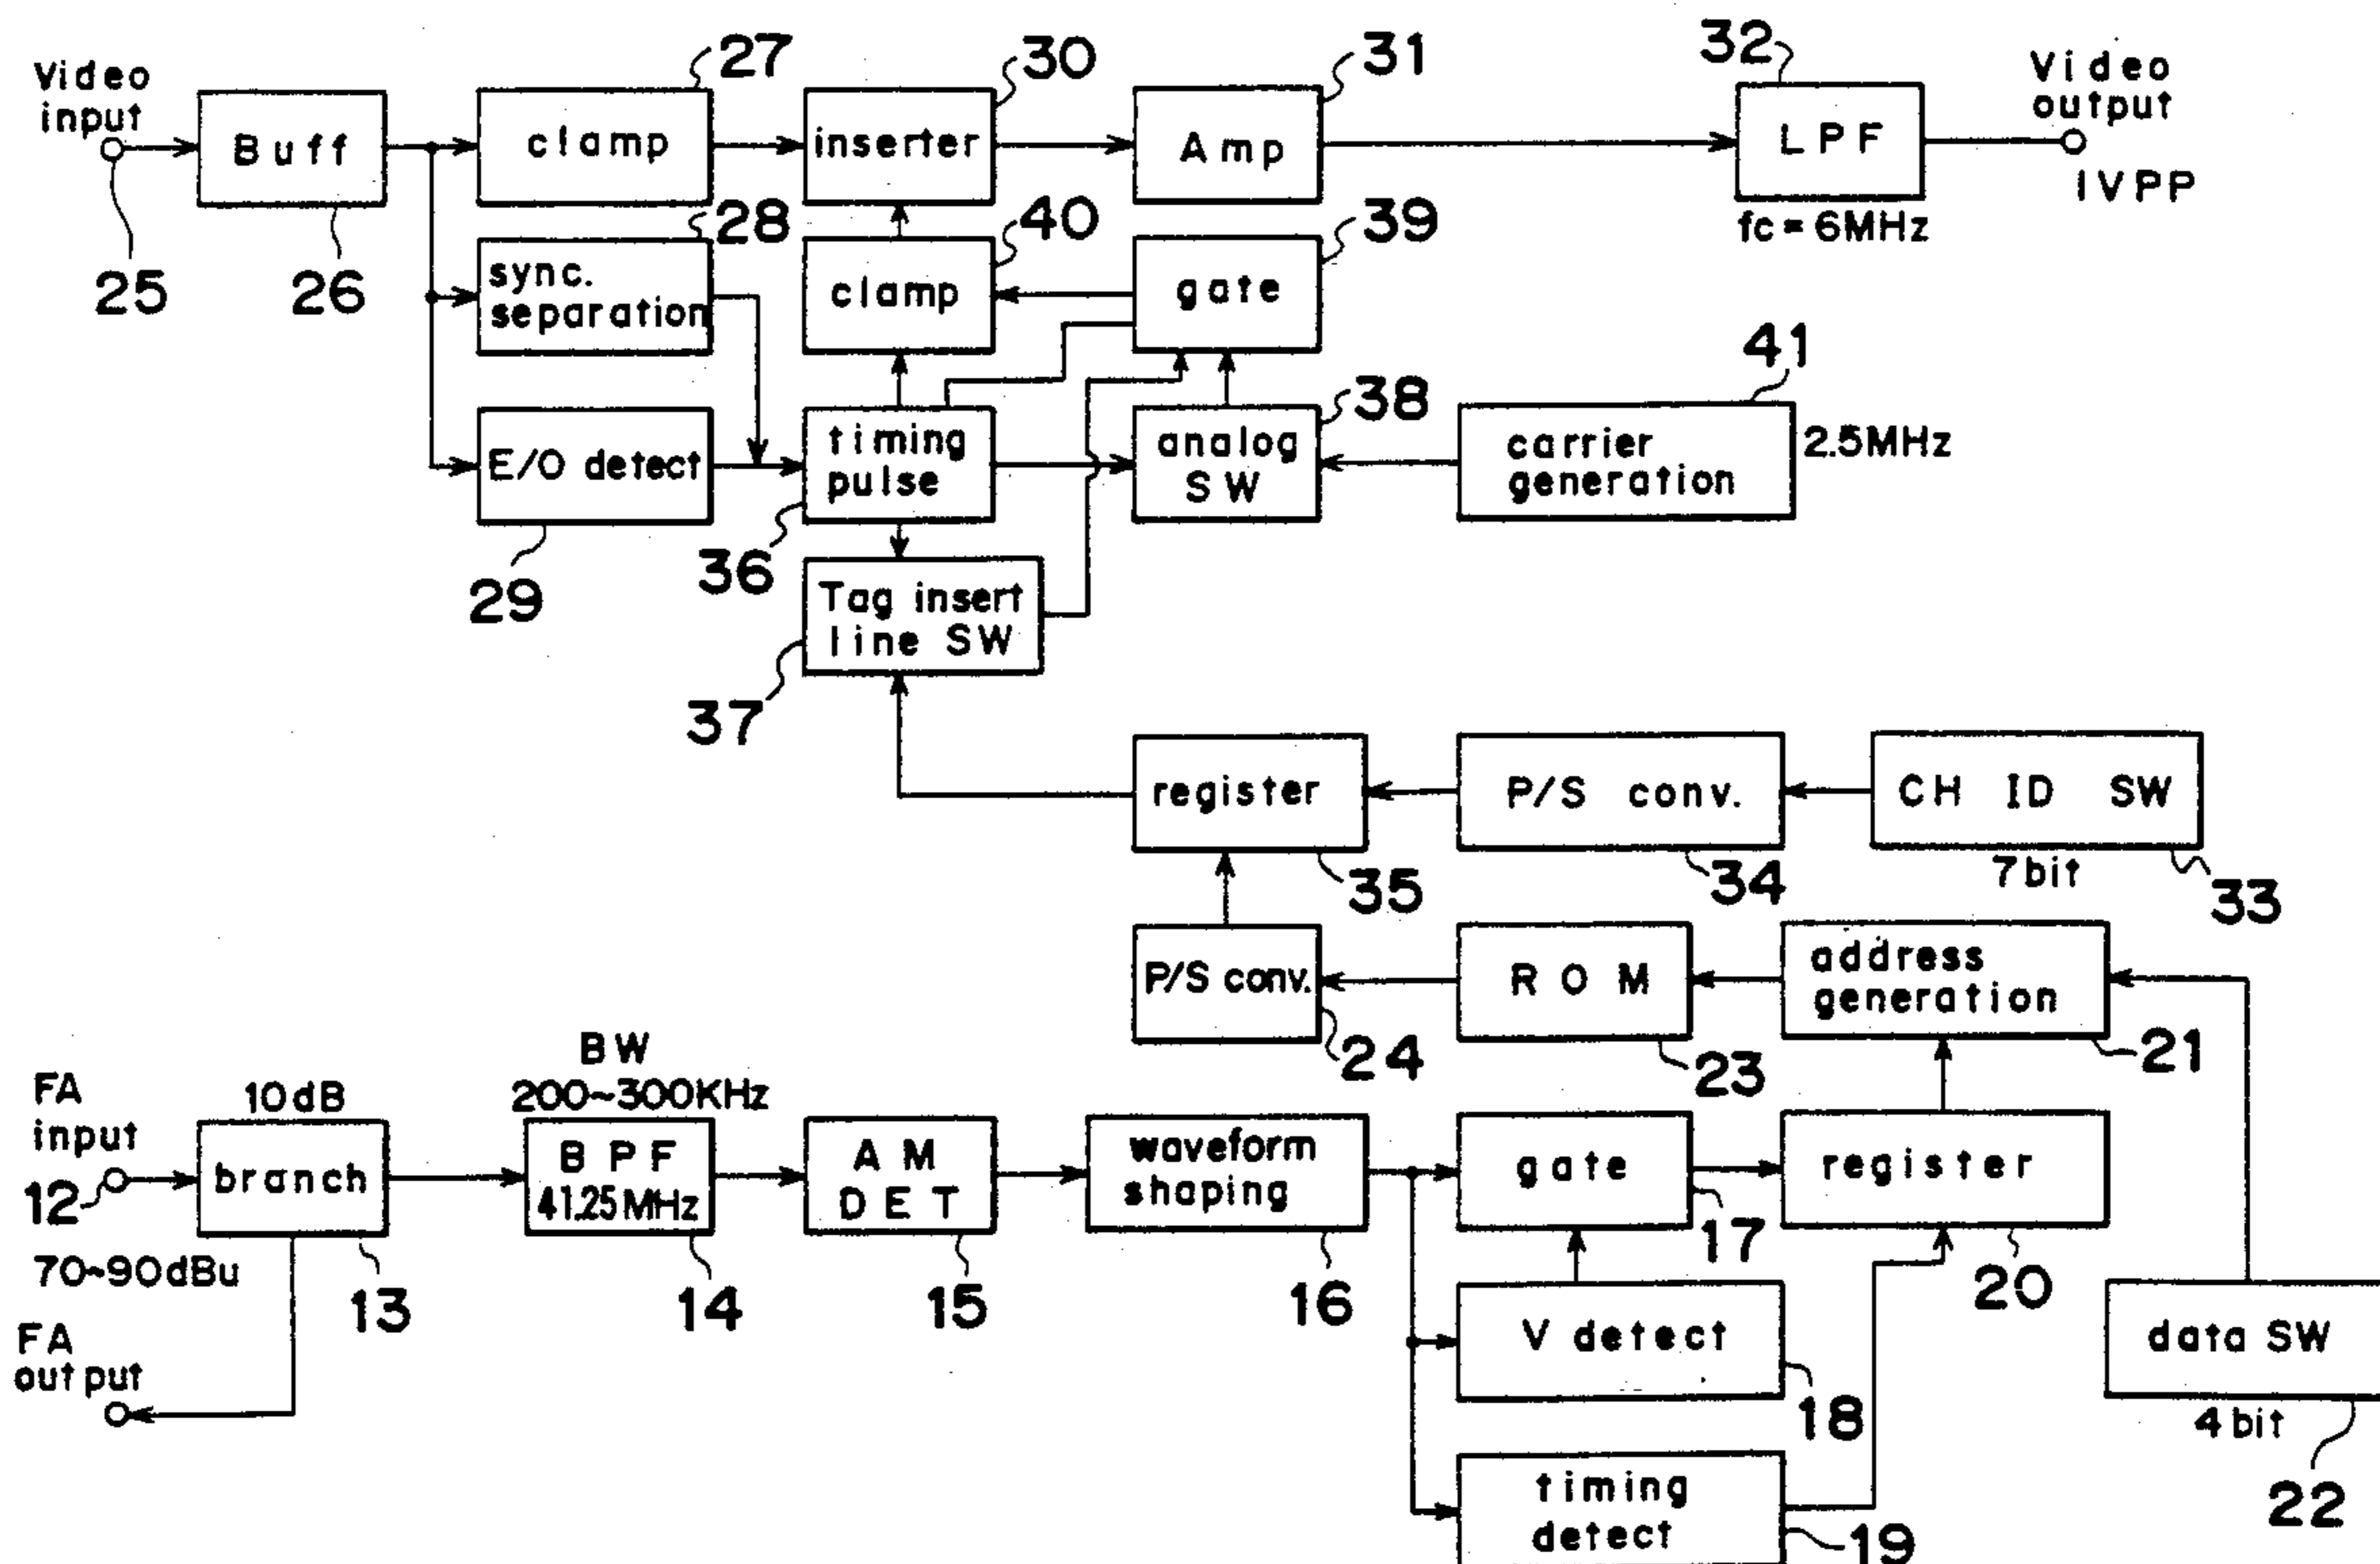 Video
input
25
Buff
26
clamp
27
sync.
separation
28
E/O detect
29
inserter
30
Amp
31
LPF
32
fc = 6MHz
Video
output
1VPP
clamp
40
gate
39
timing
pulse
36
analog
SW
38
carrier
generation
41
2.5MHz
Tag insert
line SW
37
register
35
P/S conv.
34
CH ID SW
7bit
33
P/S conv.
24
ROM
23
address
generation
21
FA
input
12
70~90dBu
FA
output
10dB
branch
13
BW
200~300KHz
BPF
41.25MHz
14
AM
DET
15
waveform
shaping
16
gate
17
register
20
V detect
18
timing
detect
19
data SW
4bit
22